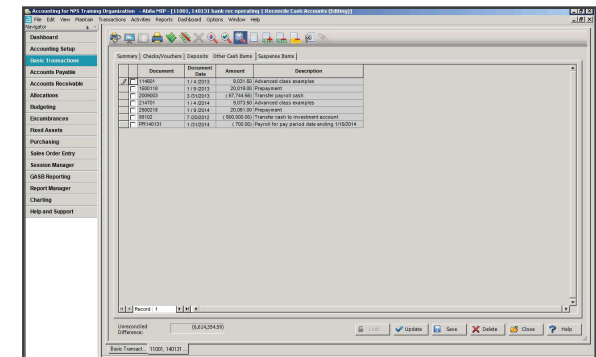 Accounting for NPS Training Organization - Abila MIP - [11001, 140131 bank rec operating [ Reconcile Cash Accounts (Editing)]
File Edit View Maintain Transactions Activities Reports Dashboard Options Window Help
Navigator
Dashboard
Accounting Setup
Basic Transactions
Accounts Payable
Accounts Receivable
Allocations
Budgeting
Encumbrances
Fixed Assets
Purchasing
Sales Order Entry
Session Manager
GASB Reporting
Report Manager
Charting
Help and Support
Summary Checks/Vouchers Deposits Other Cash Items Suspense Items
Document Document Date Amount Description
114601 1/4/2013 9,031.50 Advanced class examples
1500118 1/9/2013 20,019.00 Prepayment
2009003 3/31/2013 (67,744.56) Transfer payroll cash
214701 1/4/2014 9,073.50 Advanced class examples
2500218 1/9/2014 20,061.00 Prepayment
89102 7/20/2012 (600,000.00) Transfer cash to investment account
PR140131 1/31/2014 (700.00) Payroll for pay period date ending 1/15/2014
Record 1
Unreconciled Difference: (6,614,354.59)
Update Save Delete Close Help
Basic Transact... 11001, 140131...